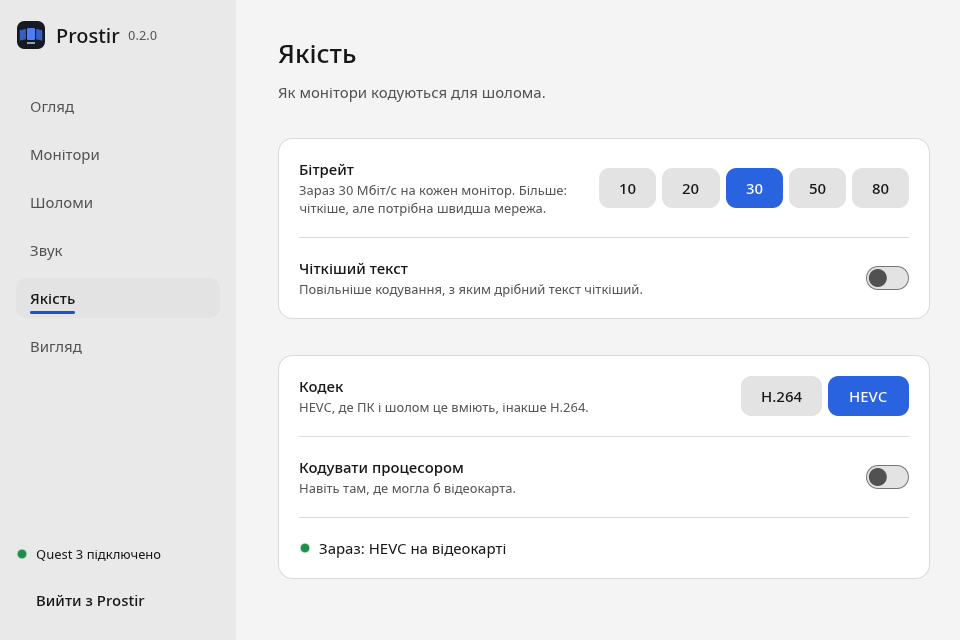 Prostir 0.2.0
Огляд
Монітори
Шоломи
Звук
Якість
Вигляд
Quest 3 підключено
Вийти з Prostir
Якість
Як монітори кодуються для шолома.
Бітрейт
Зараз 30 Мбіт/с на кожен монітор. Більше:
чіткіше, але потрібна швидша мережа.
10 20 30 50 80
Чіткіший текст
Повільніше кодування, з яким дрібний текст чіткіший.
Кодек
HEVC, де ПК і шолом це вміють, інакше H.264.
H.264 HEVC
Кодувати процесором
Навіть там, де могла б відеокарта.
Зараз: HEVC на відеокарті